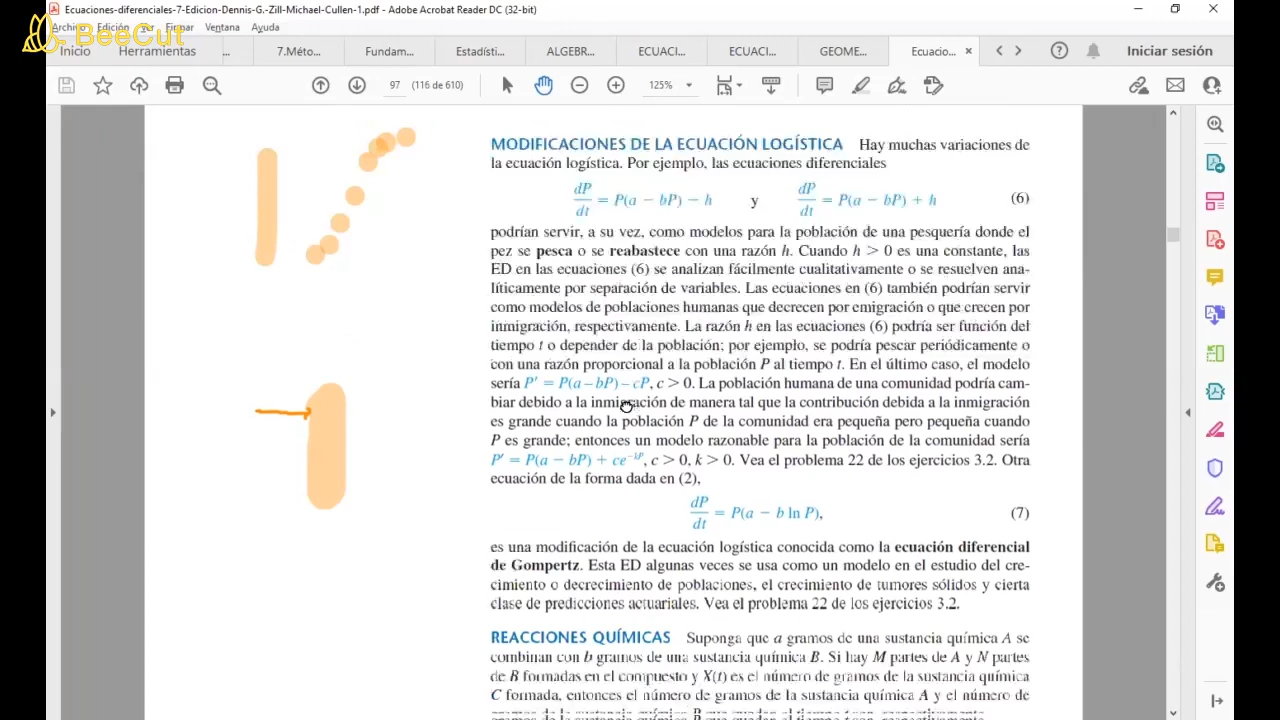 Ecuaciones-diferenciales-7-Edicion-Dennis-G.-Zill-Michael-Cullen-1.pdf - Adobe Acrobat Reader DC (32-bit)
Archivo Edición Ver Firmar Ventana Ayuda
BeeCut
Inicio Herramientas ... 7.Méto... Fundam... Estadísti... ALGEBR... ECUACI... ECUACI... GEOME... Ecuacio... × Iniciar sesión
97 (116 de 610) 125%
MODIFICACIONES DE LA ECUACIÓN LOGÍSTICA Hay muchas variaciones de
la ecuación logística. Por ejemplo, las ecuaciones diferenciales
dP/dt = P(a − bP) − h y dP/dt = P(a − bP) + h (6)
podrían servir, a su vez, como modelos para la población de una pesquería donde el
pez se pesca o se reabastece con una razón h. Cuando h > 0 es una constante, las
ED en las ecuaciones (6) se analizan fácilmente cualitativamente o se resuelven ana-
líticamente por separación de variables. Las ecuaciones en (6) también podrían servir
como modelos de poblaciones humanas que decrecen por emigración o que crecen por
inmigración, respectivamente. La razón h en las ecuaciones (6) podría ser función del
tiempo t o depender de la población; por ejemplo, se podría pescar periódicamente o
con una razón proporcional a la población P al tiempo t. En el último caso, el modelo
sería P′ = P(a − bP) − cP, c > 0. La población humana de una comunidad podría cam-
biar debido a la inmigración de manera tal que la contribución debida a la inmigración
es grande cuando la población P de la comunidad era pequeña pero pequeña cuando
P es grande; entonces un modelo razonable para la población de la comunidad sería
P′ = P(a − bP) + ce^−kP, c > 0, k > 0. Vea el problema 22 de los ejercicios 3.2. Otra
ecuación de la forma dada en (2),
dP/dt = P(a − b ln P), (7)
es una modificación de la ecuación logística conocida como la ecuación diferencial
de Gompertz. Esta ED algunas veces se usa como un modelo en el estudio del cre-
cimiento o decrecimiento de poblaciones, el crecimiento de tumores sólidos y cierta
clase de predicciones actuariales. Vea el problema 22 de los ejercicios 3.2.
REACCIONES QUÍMICAS Suponga que a gramos de una sustancia química A se
combinan con b gramos de una sustancia química B. Si hay M partes de A y N partes
de B formadas en el compuesto y X(t) es el número de gramos de la sustancia química
C formada, entonces el número de gramos de la sustancia química A y el número de